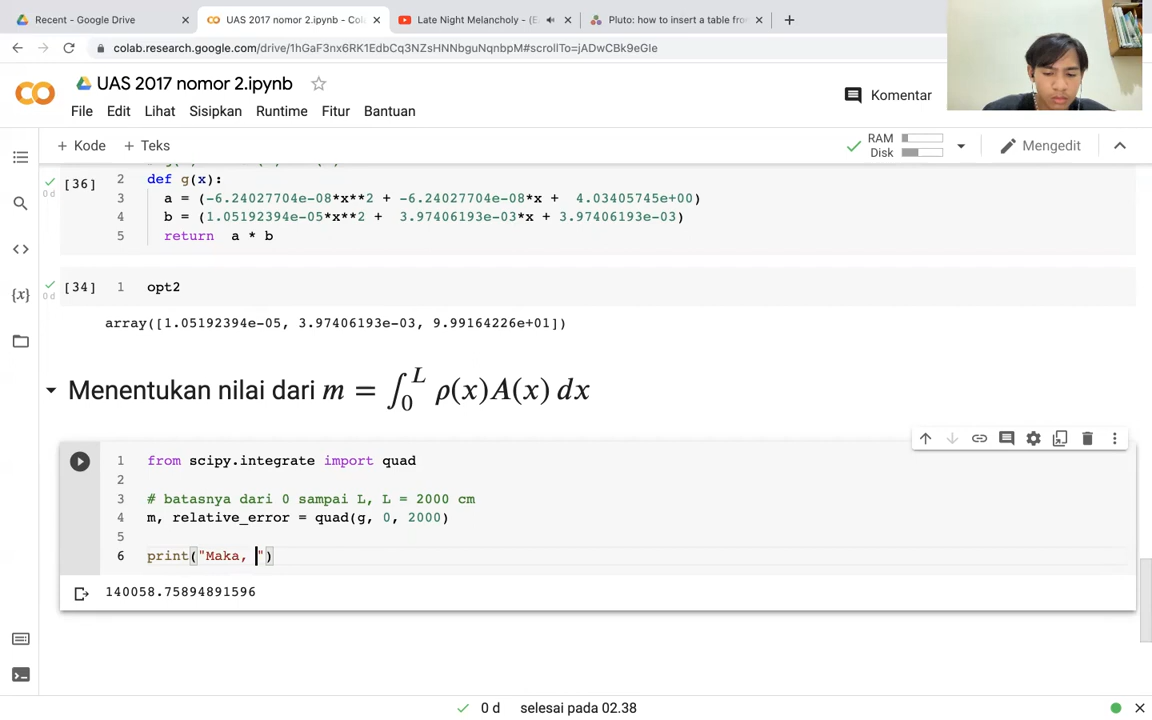 Recent - Google Drive
UAS 2017 nomor 2.ipynb - Col
Late Night Melancholy - (E
Pluto: how to insert a table fro
colab.research.google.com/drive/1hGaF3nx6RK1EdbCq3NZsHNNbguNqnbpM#scrollTo=jADwCBk9eGle
UAS 2017 nomor 2.ipynb
File Edit Lihat Sisipkan Runtime Fitur Bantuan
Komentar
+ Kode + Teks
RAM
Disk
Mengedit
[36]
0 d
2 def g(x):
3 a = (-6.24027704e-08*x**2 + -6.24027704e-08*x + 4.03405745e+00)
4 b = (1.05192394e-05*x**2 + 3.97406193e-03*x + 3.97406193e-03)
5 return a * b
[34] 1 opt2
0 d
array([1.05192394e-05, 3.97406193e-03, 9.99164226e+01])
Menentukan nilai dari m = ∫₀ᴸ ρ(x)A(x) dx
1 from scipy.integrate import quad
2
3 # batasnya dari 0 sampai L, L = 2000 cm
4 m, relative_error = quad(g, 0, 2000)
5
6 print("Maka, ")
140058.75894891596
0 d selesai pada 02.38